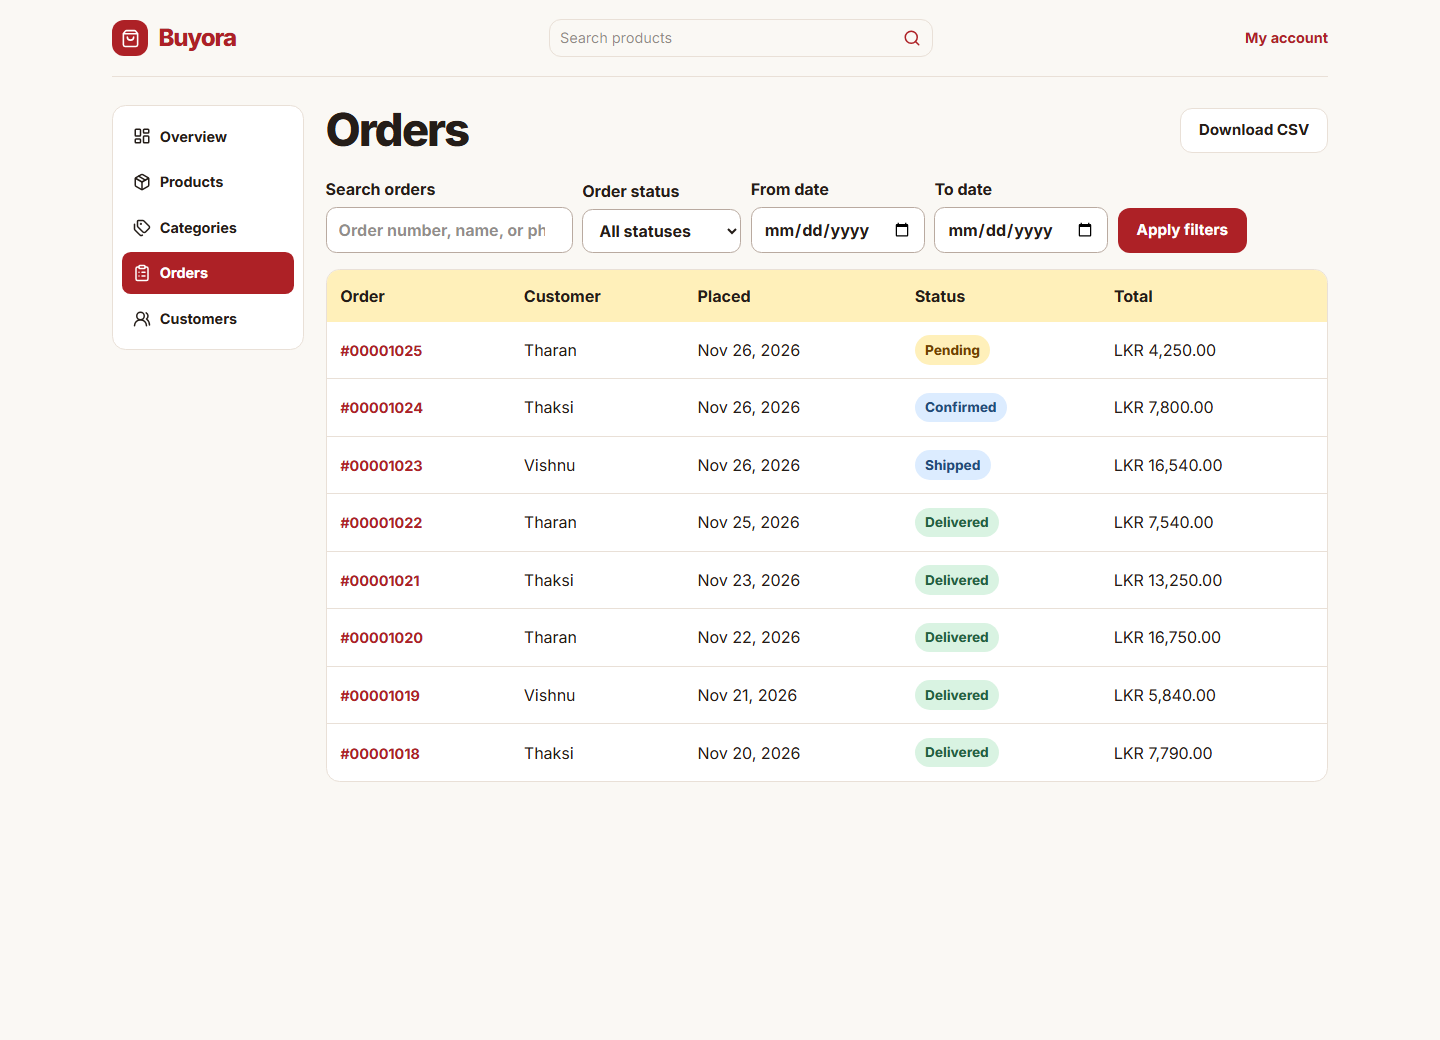 Buyora
Search products
My account
Overview
Products
Categories
Orders
Customers
Orders
Download CSV
Search orders
Order status
From date
To date
Order number, name, or ph
All statuses
mm/dd/yyyy
mm/dd/yyyy
Apply filters
Order Customer Placed Status Total
#00001025 Tharan Nov 26, 2026 Pending LKR 4,250.00
#00001024 Thaksi Nov 26, 2026 Confirmed LKR 7,800.00
#00001023 Vishnu Nov 26, 2026 Shipped LKR 16,540.00
#00001022 Tharan Nov 25, 2026 Delivered LKR 7,540.00
#00001021 Thaksi Nov 23, 2026 Delivered LKR 13,250.00
#00001020 Tharan Nov 22, 2026 Delivered LKR 16,750.00
#00001019 Vishnu Nov 21, 2026 Delivered LKR 5,840.00
#00001018 Thaksi Nov 20, 2026 Delivered LKR 7,790.00